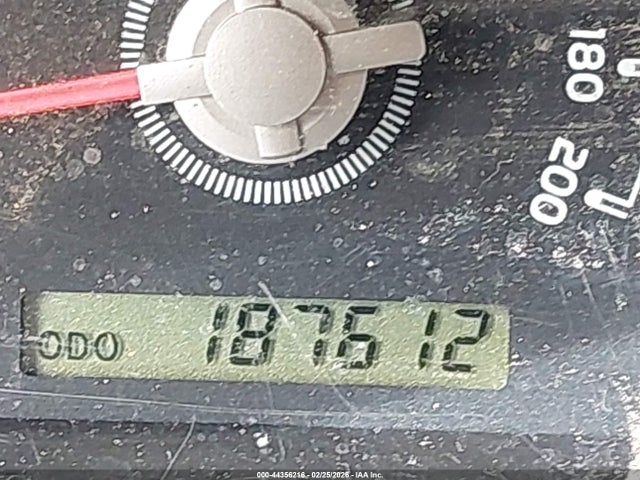 180
200
ODO 187612
000-44356216 - 02/25/2026 - IAA Inc.